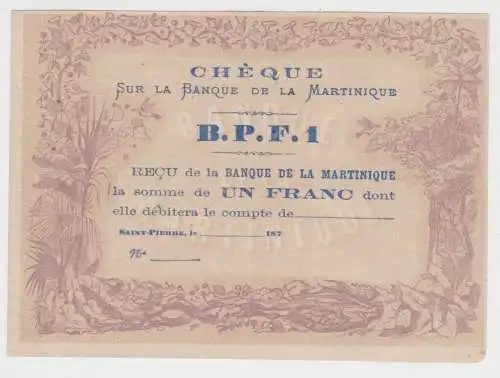 CHÈQUE
SUR LA BANQUE DE LA MARTINIQUE
B.P.F.1
REÇU de la BANQUE DE LA MARTINIQUE
la somme de UN FRANC dont
elle débitera le compte de
SAINT-PIERRE, le 187